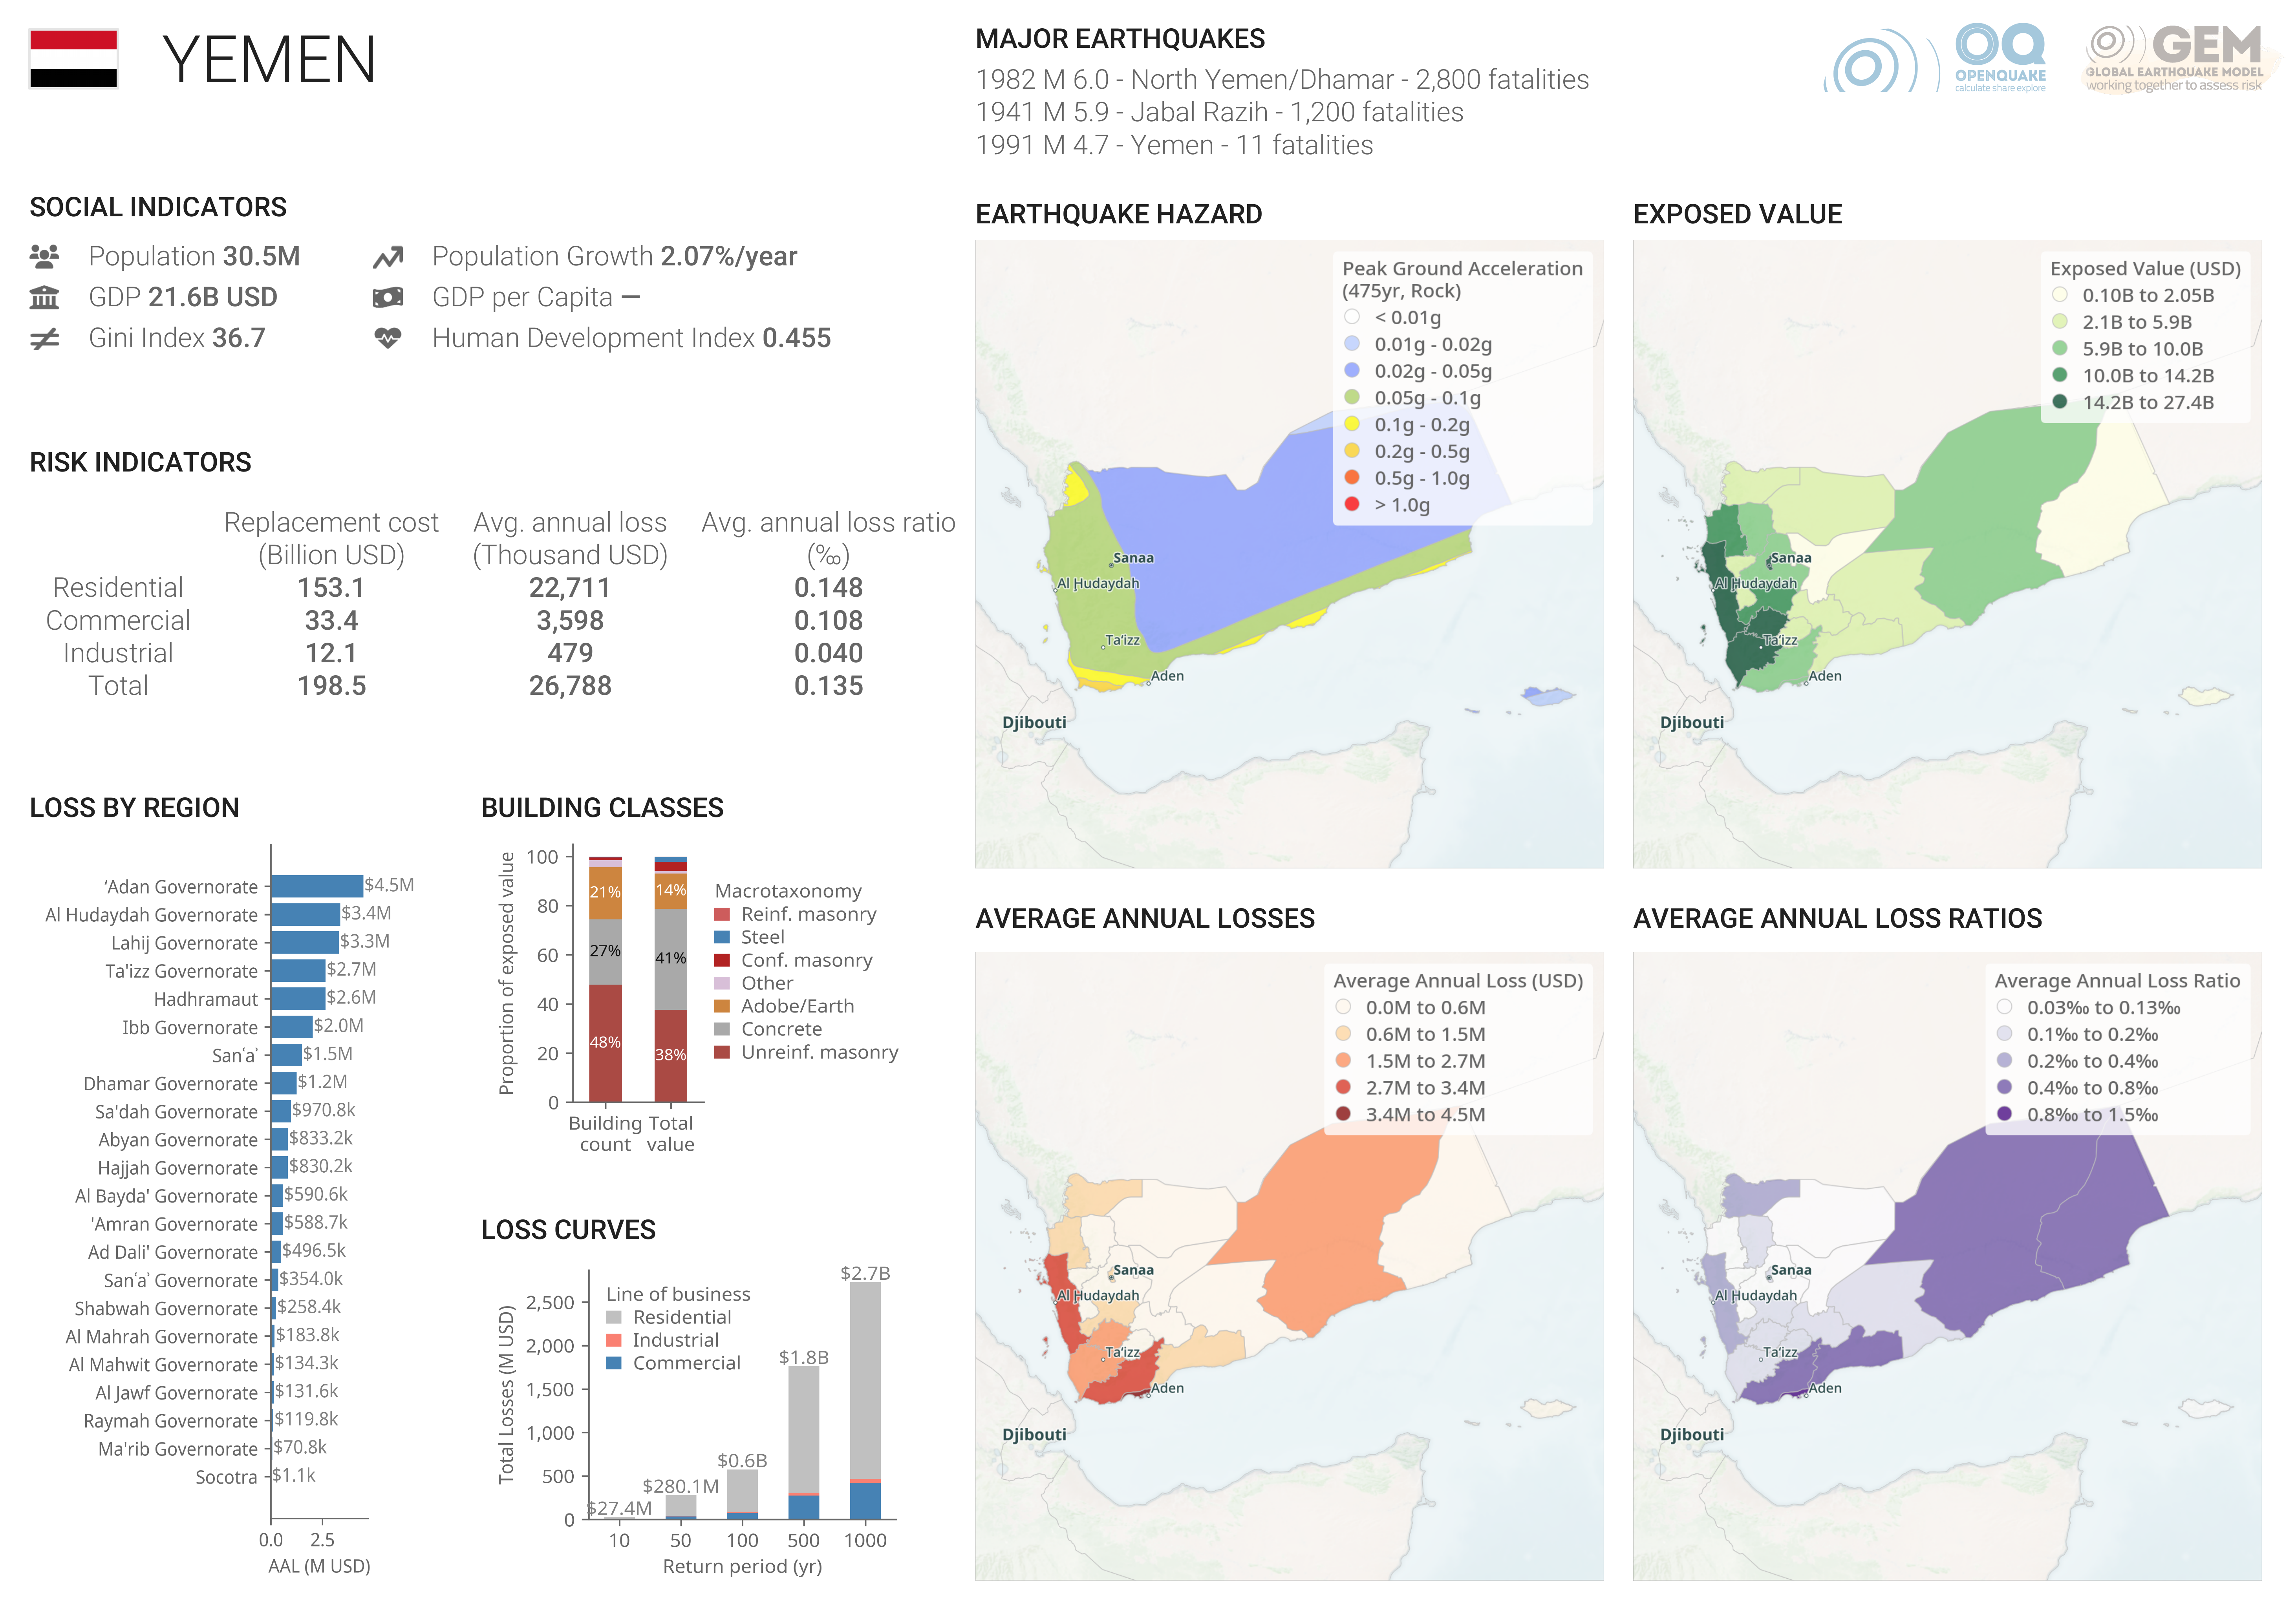 YEMEN
MAJOR EARTHQUAKES
1982 M 6.0 - North Yemen/Dhamar - 2,800 fatalities
1941 M 5.9 - Jabal Razih - 1,200 fatalities
1991 M 4.7 - Yemen - 11 fatalities
OQ
OPENQUAKE
calculate share explore
GEM
GLOBAL EARTHQUAKE MODEL
working together to assess risk
SOCIAL INDICATORS
Population 30.5M
Population Growth 2.07%/year
GDP 21.6B USD
GDP per Capita —
Gini Index 36.7
Human Development Index 0.455
RISK INDICATORS
Replacement cost Avg. annual loss Avg. annual loss ratio
(Billion USD) (Thousand USD) (‰)
Residential 153.1 22,711 0.148
Commercial 33.4 3,598 0.108
Industrial 12.1 479 0.040
Total 198.5 26,788 0.135
LOSS BY REGION
‘Adan Governorate $4.5M
Al Hudaydah Governorate $3.4M
Lahij Governorate $3.3M
Ta'izz Governorate $2.7M
Hadhramaut $2.6M
Ibb Governorate $2.0M
Sanʿaʾ $1.5M
Dhamar Governorate $1.2M
Sa'dah Governorate $970.8k
Abyan Governorate $833.2k
Hajjah Governorate $830.2k
Al Bayda' Governorate $590.6k
'Amran Governorate $588.7k
Ad Dali' Governorate $496.5k
Sanʿaʾ Governorate $354.0k
Shabwah Governorate $258.4k
Al Mahrah Governorate $183.8k
Al Mahwit Governorate $134.3k
Al Jawf Governorate $131.6k
Raymah Governorate $119.8k
Ma'rib Governorate $70.8k
Socotra $1.1k
0.0 2.5
AAL (M USD)
BUILDING CLASSES
Proportion of exposed value
100
80
60
40
20
0
21%
27%
48%
14%
41%
38%
Building count
Total value
Macrotaxonomy
Reinf. masonry
Steel
Conf. masonry
Other
Adobe/Earth
Concrete
Unreinf. masonry
LOSS CURVES
Total Losses (M USD)
2,500
2,000
1,500
1,000
500
0
Line of business
Residential
Industrial
Commercial
$27.4M
$280.1M
$0.6B
$1.8B
$2.7B
10 50 100 500 1000
Return period (yr)
EARTHQUAKE HAZARD
Peak Ground Acceleration
(475yr, Rock)
< 0.01g
0.01g - 0.02g
0.02g - 0.05g
0.05g - 0.1g
0.1g - 0.2g
0.2g - 0.5g
0.5g - 1.0g
> 1.0g
Sanaa
Al Hudaydah
Ta‘izz
Aden
Djibouti
EXPOSED VALUE
Exposed Value (USD)
0.10B to 2.05B
2.1B to 5.9B
5.9B to 10.0B
10.0B to 14.2B
14.2B to 27.4B
Sanaa
Al Hudaydah
Ta‘izz
Aden
Djibouti
AVERAGE ANNUAL LOSSES
Average Annual Loss (USD)
0.0M to 0.6M
0.6M to 1.5M
1.5M to 2.7M
2.7M to 3.4M
3.4M to 4.5M
Sanaa
Al Hudaydah
Ta‘izz
Aden
Djibouti
AVERAGE ANNUAL LOSS RATIOS
Average Annual Loss Ratio
0.03‰ to 0.13‰
0.1‰ to 0.2‰
0.2‰ to 0.4‰
0.4‰ to 0.8‰
0.8‰ to 1.5‰
Sanaa
Al Hudaydah
Ta‘izz
Aden
Djibouti